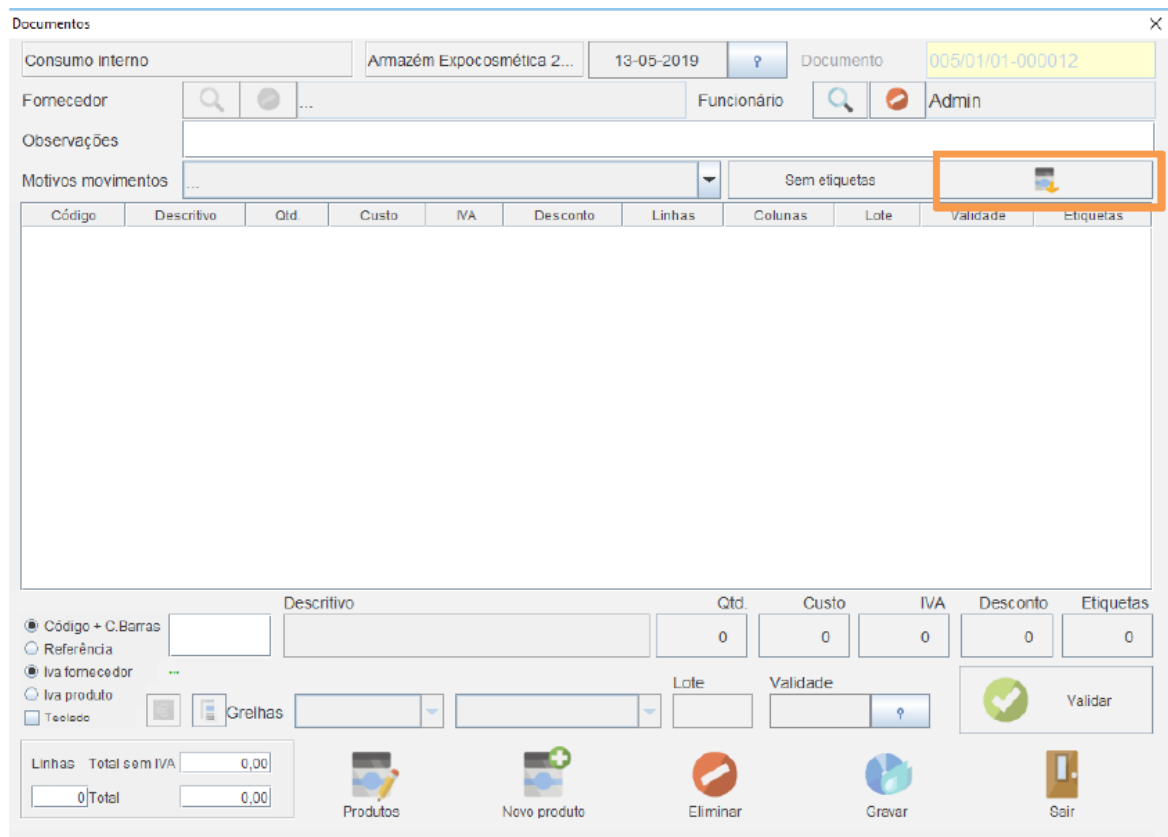 Documentos
Consumo Interno Armazém Expocosmética 2... 13-05-2019 ? Documento 005/01/01-000012
Fornecedor ... Funcionário Admin
Observações
Motivos movimentos ... Sem etiquetas
Código Descritivo Qtd. Custo IVA Desconto Linhas Colunas Lote Validade Etiquetas
Descritivo Qtd. Custo IVA Desconto Etiquetas
Código + C.Barras 0 0 0 0 0
Referência
Iva fornecedor ...
Lote Validade
Iva produto Grelhas ? Validar
Teclado
Linhas Total sem IVA 0,00
0 Total 0,00
Produtos Novo produto Eliminar Gravar Sair